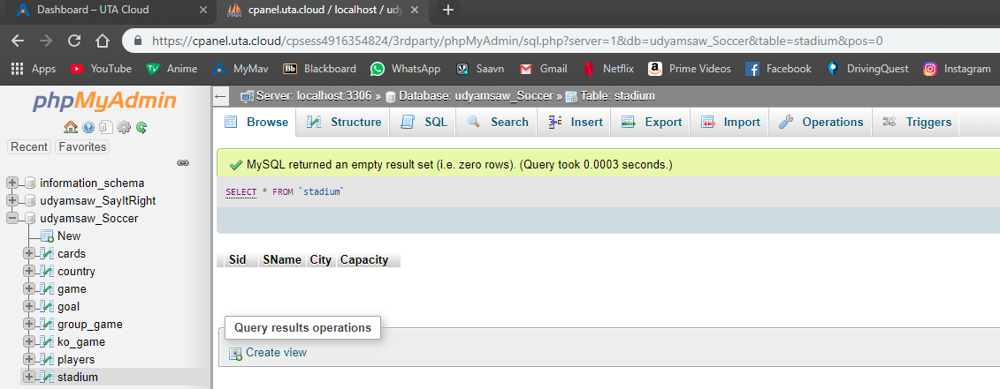 Dashboard – UTA Cloud
cpanel.uta.cloud / localhost / udy
https://cpanel.uta.cloud/cpsess4916354824/3rdparty/phpMyAdmin/sql.php?server=1&db=udyamsaw_Soccer&table=stadium&pos=0
Apps YouTube Anime MyMav Blackboard WhatsApp Saavn Gmail Netflix Prime Videos Facebook DrivingQuest Instagram
phpMyAdmin
Recent Favorites
information_schema
udyamsaw_SayItRight
udyamsaw_Soccer
New
cards
country
game
goal
group_game
ko_game
players
stadium
Server: localhost:3306 » Database: udyamsaw_Soccer » Table: stadium
Browse Structure SQL Search Insert Export Import Operations Triggers
MySQL returned an empty result set (i.e. zero rows). (Query took 0.0003 seconds.)
SELECT * FROM `stadium`
Sid SName City Capacity
Query results operations
Create view